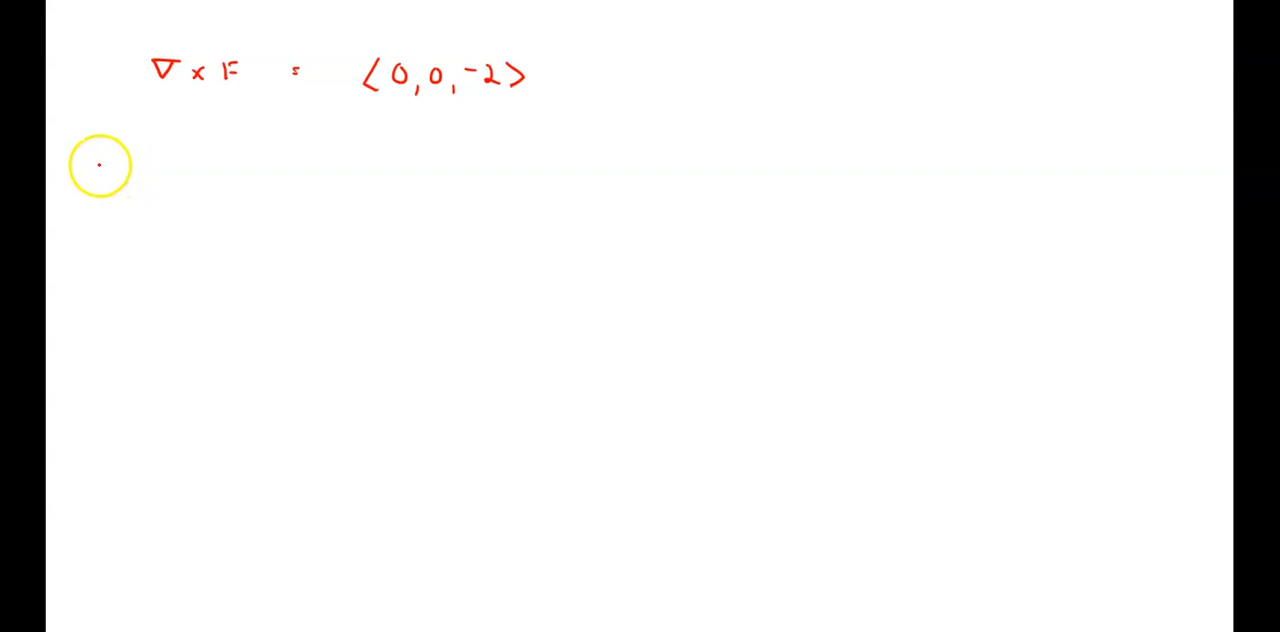 ∇ × F = ⟨0, 0, -2⟩